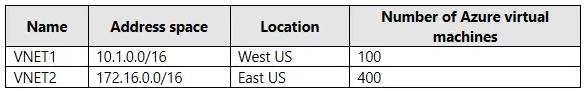 Name Address space Location Number of Azure virtual machines
VNET1 10.1.0.0/16 West US 100
VNET2 172.16.0.0/16 East US 400